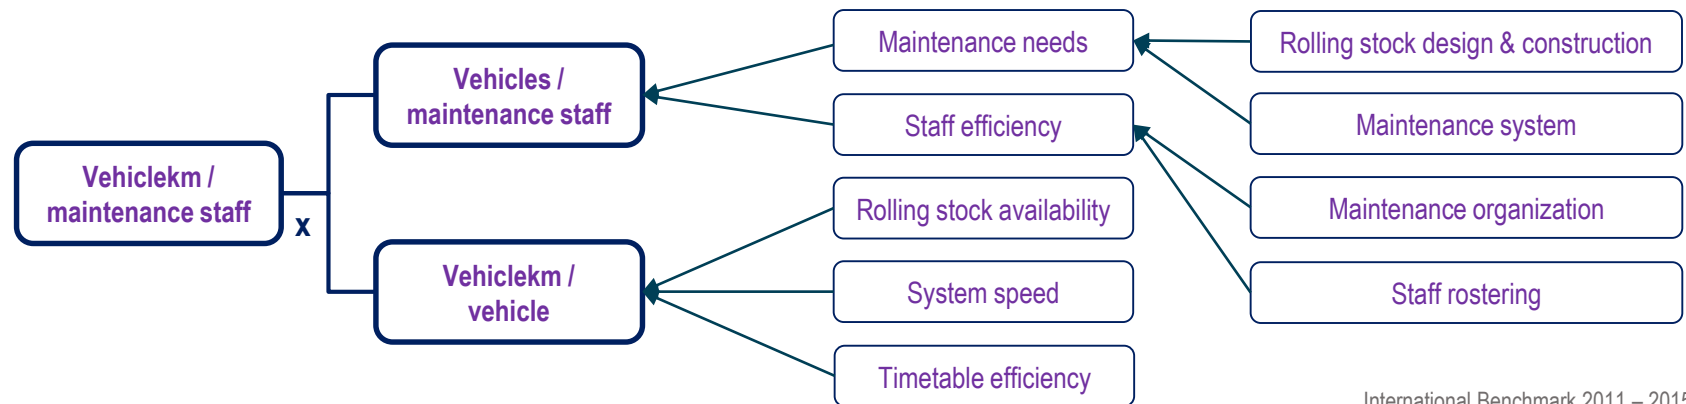 Vehiclekm /
maintenance staff
x
Vehicles /
maintenance staff
Vehiclekm /
vehicle
Maintenance needs
Staff efficiency
Rolling stock availability
System speed
Timetable efficiency
Rolling stock design & construction
Maintenance system
Maintenance organization
Staff rostering
International Benchmark 2011 – 2015